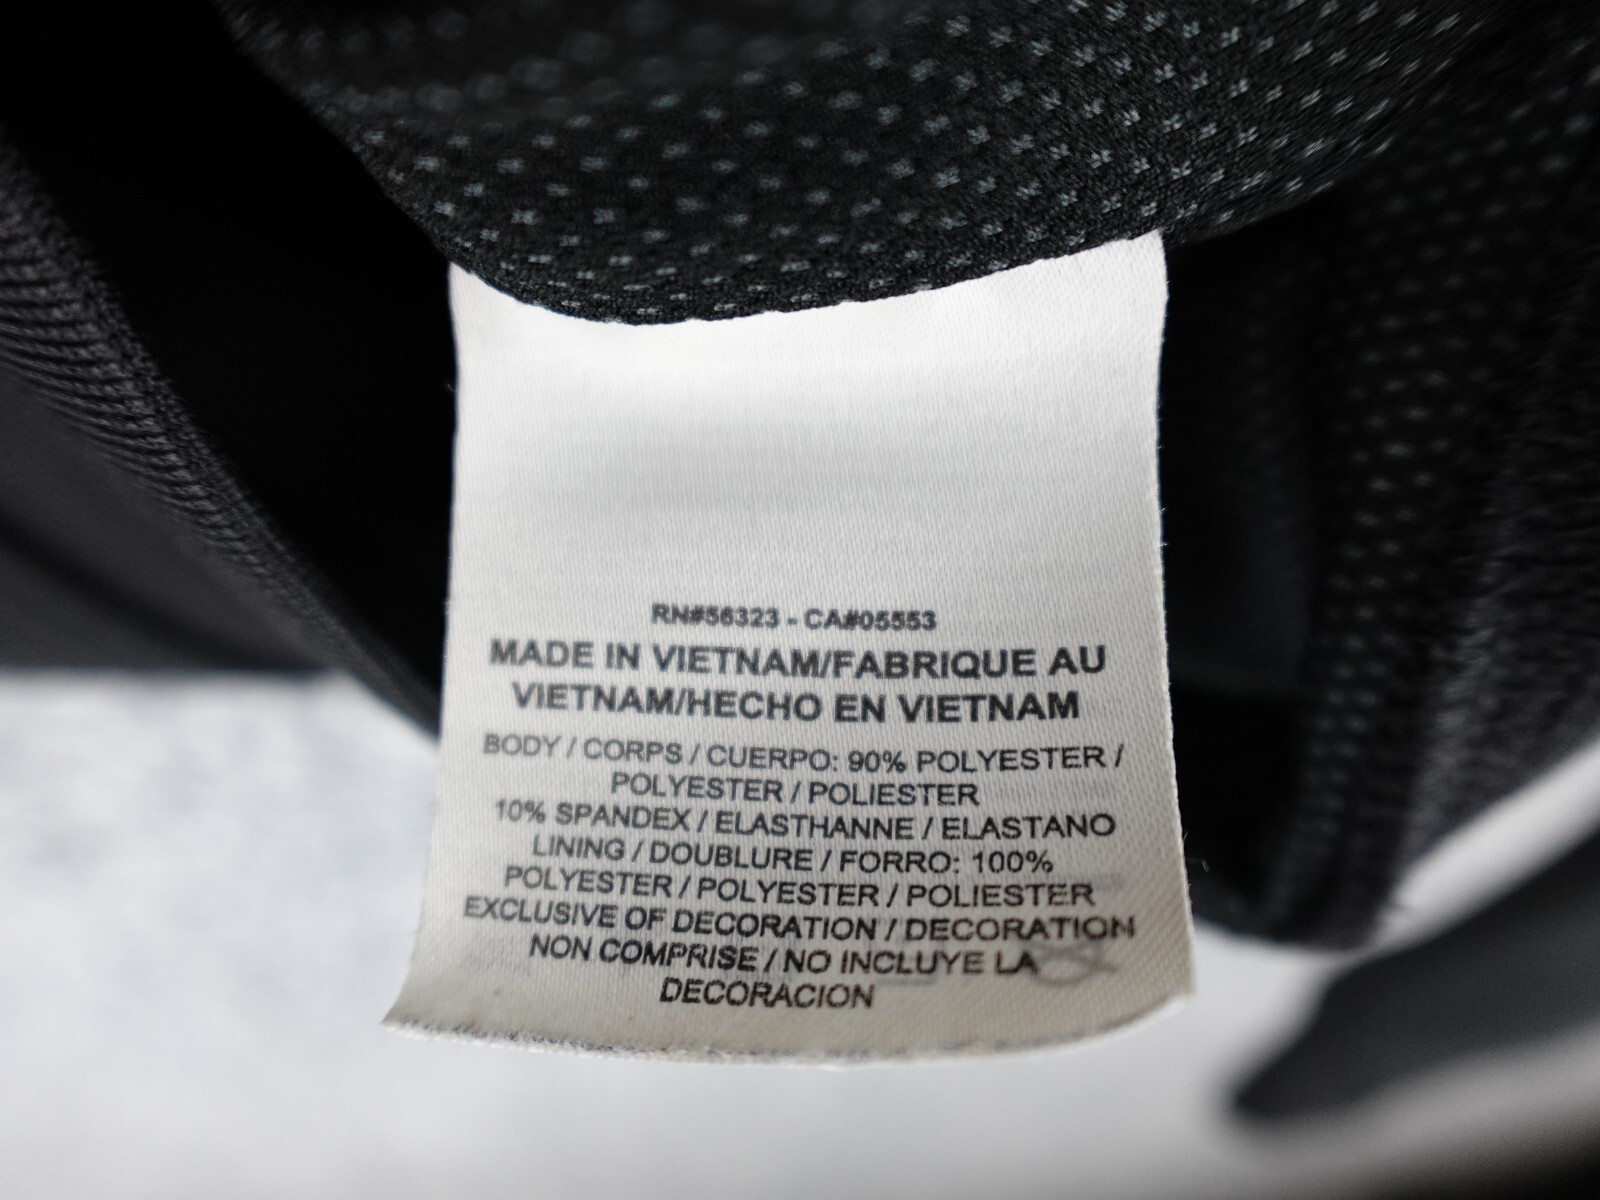 RN#56323 - CA#05553
MADE IN VIETNAM/FABRIQUE AU
VIETNAM/HECHO EN VIETNAM
BODY / CORPS / CUERPO: 90% POLYESTER /
POLYESTER / POLIESTER
10% SPANDEX / ELASTHANNE / ELASTANO
LINING / DOUBLURE / FORRO: 100%
POLYESTER / POLYESTER / POLIESTER
EXCLUSIVE OF DECORATION / DECORATION
NON COMPRISE / NO INCLUYE LA
DECORACION